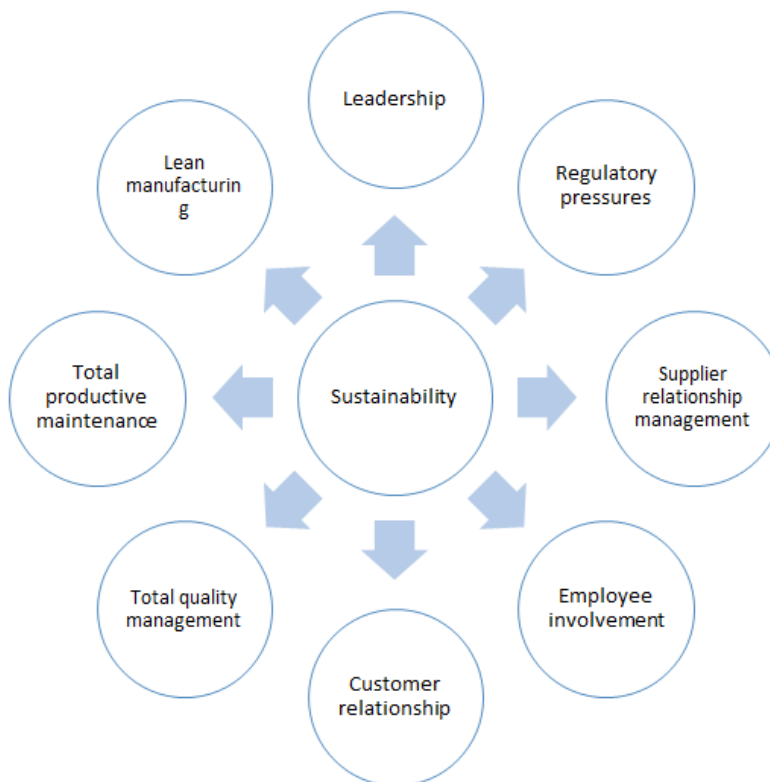 Leadership
Regulatory
pressures
Supplier
relationship
management
Employee
involvement
Customer
relationship
Total quality
management
Total
productive
maintenance
Lean
manufacturin
g
Sustainability